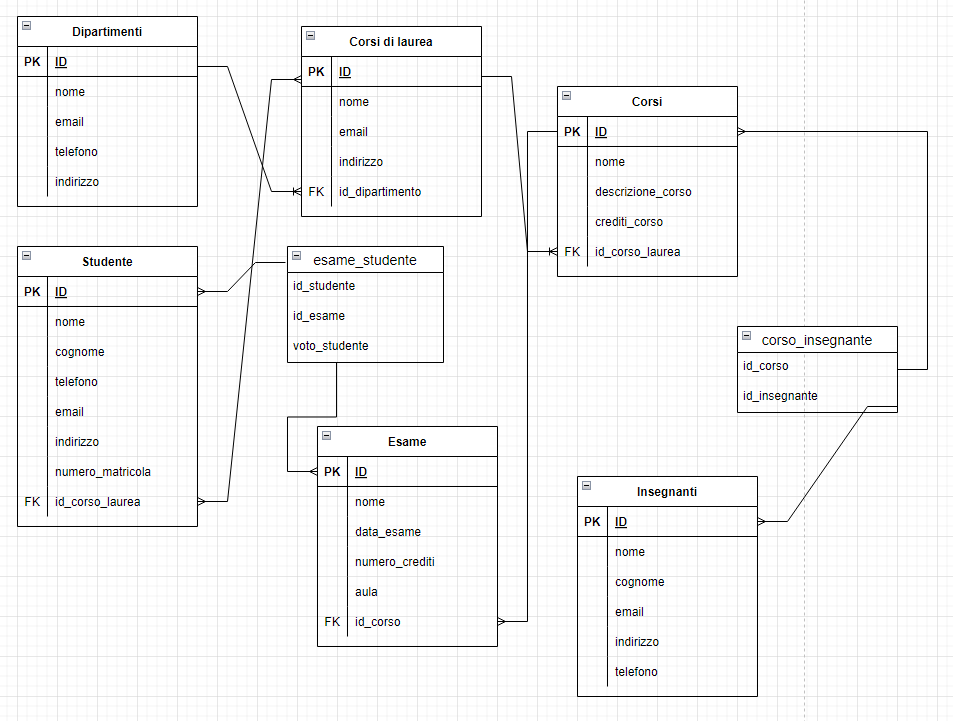 Dipartimenti
PK ID
nome
email
telefono
indirizzo
Corsi di laurea
PK ID
nome
email
indirizzo
FK id_dipartimento
Corsi
PK ID
nome
descrizione_corso
crediti_corso
FK id_corso_laurea
Studente
PK ID
nome
cognome
telefono
email
indirizzo
numero_matricola
FK id_corso_laurea
esame_studente
id_studente
id_esame
voto_studente
corso_insegnante
id_corso
id_insegnante
Esame
PK ID
nome
data_esame
numero_crediti
aula
FK id_corso
Insegnanti
PK ID
nome
cognome
email
indirizzo
telefono